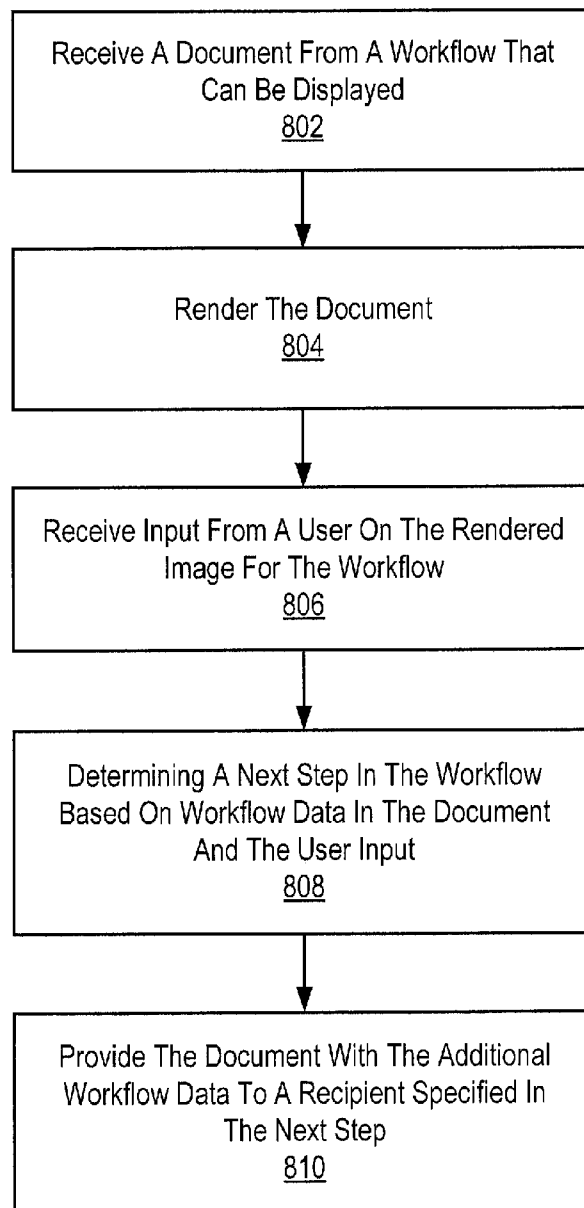 Receive A Document From A Workflow That
Can Be Displayed
802
Render The Document
804
Receive Input From A User On The Rendered
Image For The Workflow
806
Determining A Next Step In The Workflow
Based On Workflow Data In The Document
And The User Input
808
Provide The Document With The Additional
Workflow Data To A Recipient Specified In
The Next Step
810